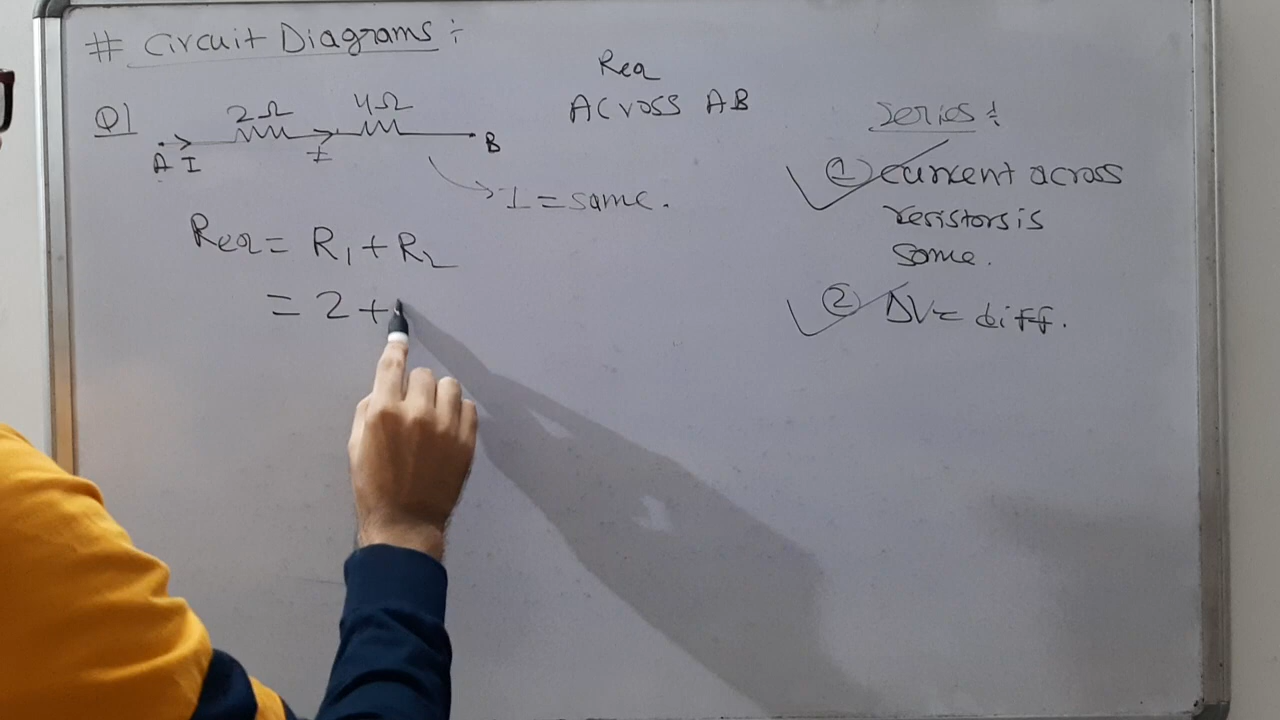 # Circuit Diagrams :
Q1
2Ω 4Ω
A I I B
Req
Across AB
I = same.
Req = R₁ + R₂
= 2 +
Series :
① current across
resistors is
same.
② ΔV = diff.